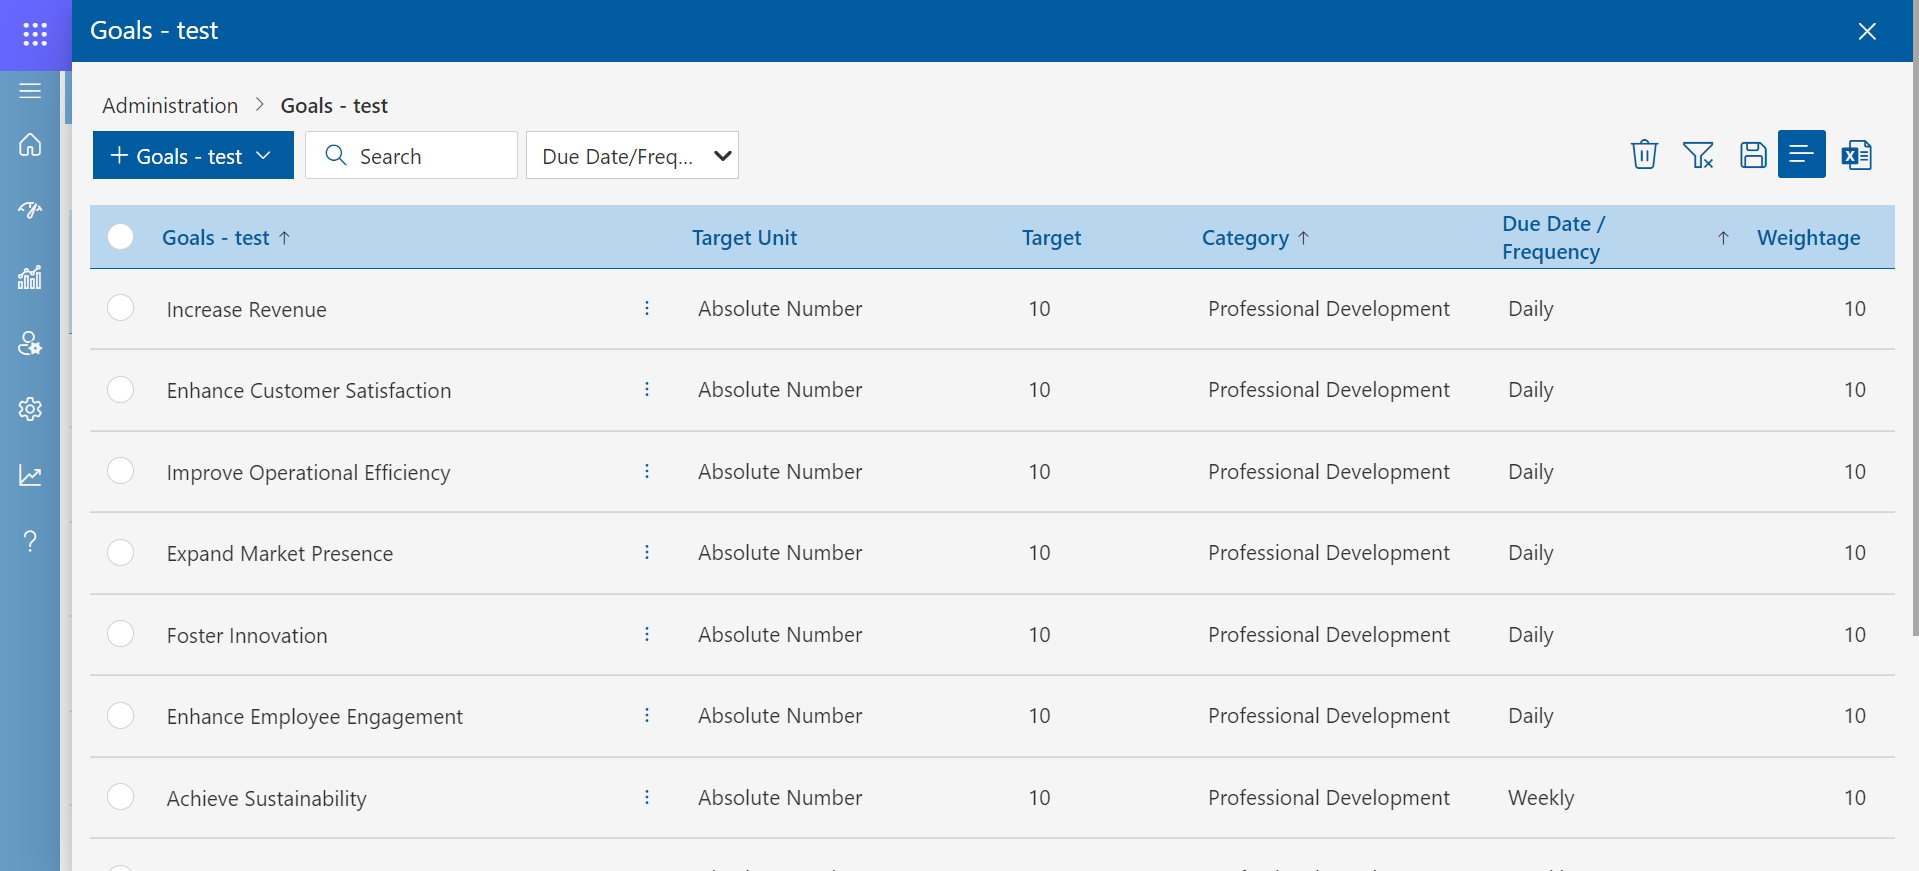 Goals - test
Administration > Goals - test
+ Goals - test
Search
Due Date/Freq...
Goals - test ↑ Target Unit Target Category ↑ Due Date / Frequency ↑ Weightage
Increase Revenue Absolute Number 10 Professional Development Daily 10
Enhance Customer Satisfaction Absolute Number 10 Professional Development Daily 10
Improve Operational Efficiency Absolute Number 10 Professional Development Daily 10
Expand Market Presence Absolute Number 10 Professional Development Daily 10
Foster Innovation Absolute Number 10 Professional Development Daily 10
Enhance Employee Engagement Absolute Number 10 Professional Development Daily 10
Achieve Sustainability Absolute Number 10 Professional Development Weekly 10